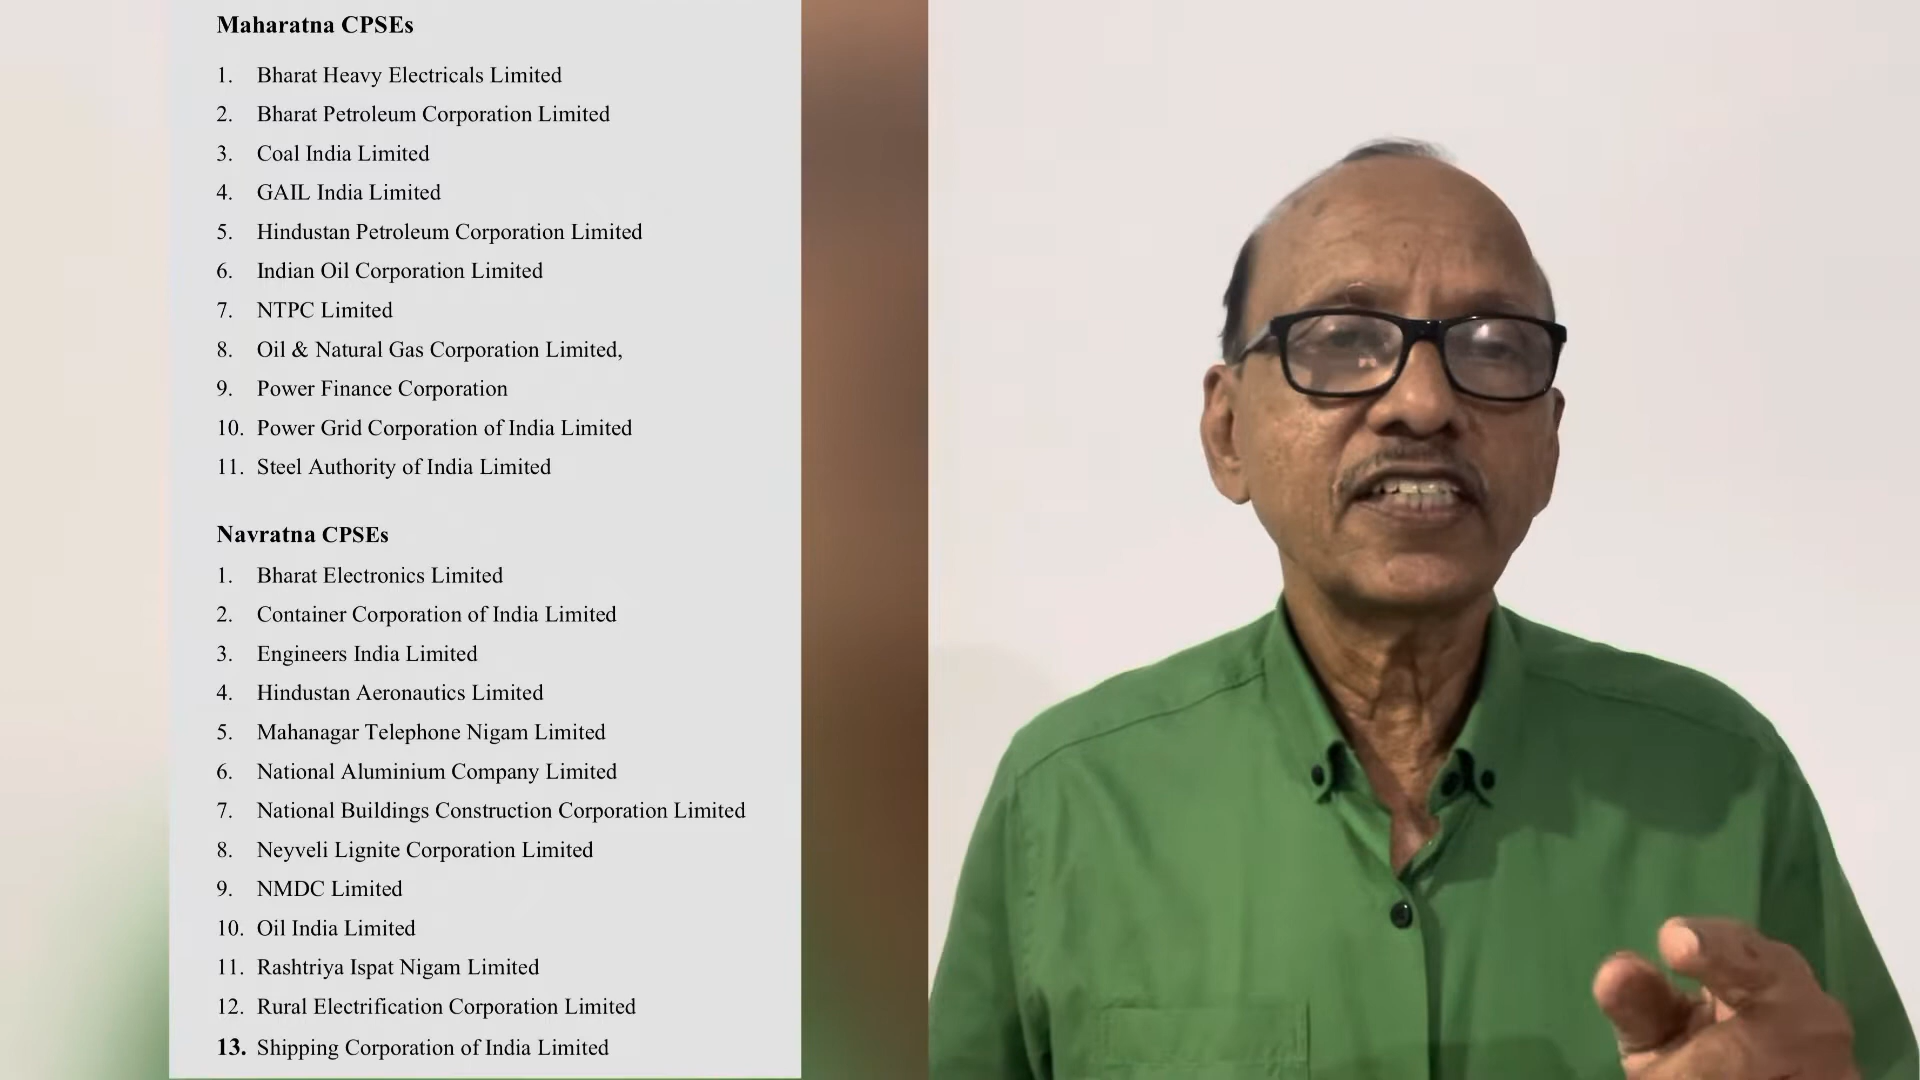 Maharatna CPSEs
1. Bharat Heavy Electricals Limited
2. Bharat Petroleum Corporation Limited
3. Coal India Limited
4. GAIL India Limited
5. Hindustan Petroleum Corporation Limited
6. Indian Oil Corporation Limited
7. NTPC Limited
8. Oil & Natural Gas Corporation Limited,
9. Power Finance Corporation
10. Power Grid Corporation of India Limited
11. Steel Authority of India Limited
Navratna CPSEs
1. Bharat Electronics Limited
2. Container Corporation of India Limited
3. Engineers India Limited
4. Hindustan Aeronautics Limited
5. Mahanagar Telephone Nigam Limited
6. National Aluminium Company Limited
7. National Buildings Construction Corporation Limited
8. Neyveli Lignite Corporation Limited
9. NMDC Limited
10. Oil India Limited
11. Rashtriya Ispat Nigam Limited
12. Rural Electrification Corporation Limited
13. Shipping Corporation of India Limited